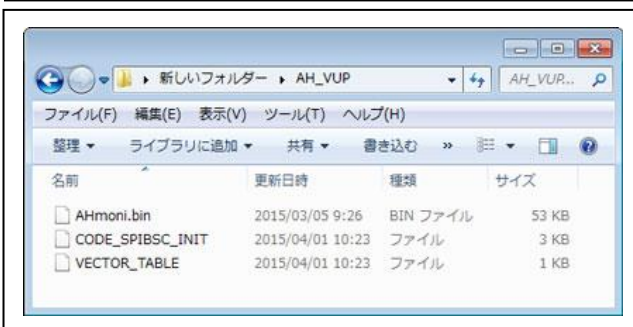 新しいフォルダー ▸ AH_VUP AH_VUP...
ファイル(F) 編集(E) 表示(V) ツール(T) ヘルプ(H)
整理 ライブラリに追加 共有 書き込む »
名前 更新日時 種類 サイズ
AHmoni.bin 2015/03/05 9:26 BIN ファイル 53 KB
CODE_SPIBSC_INIT 2015/04/01 10:23 ファイル 3 KB
VECTOR_TABLE 2015/04/01 10:23 ファイル 1 KB